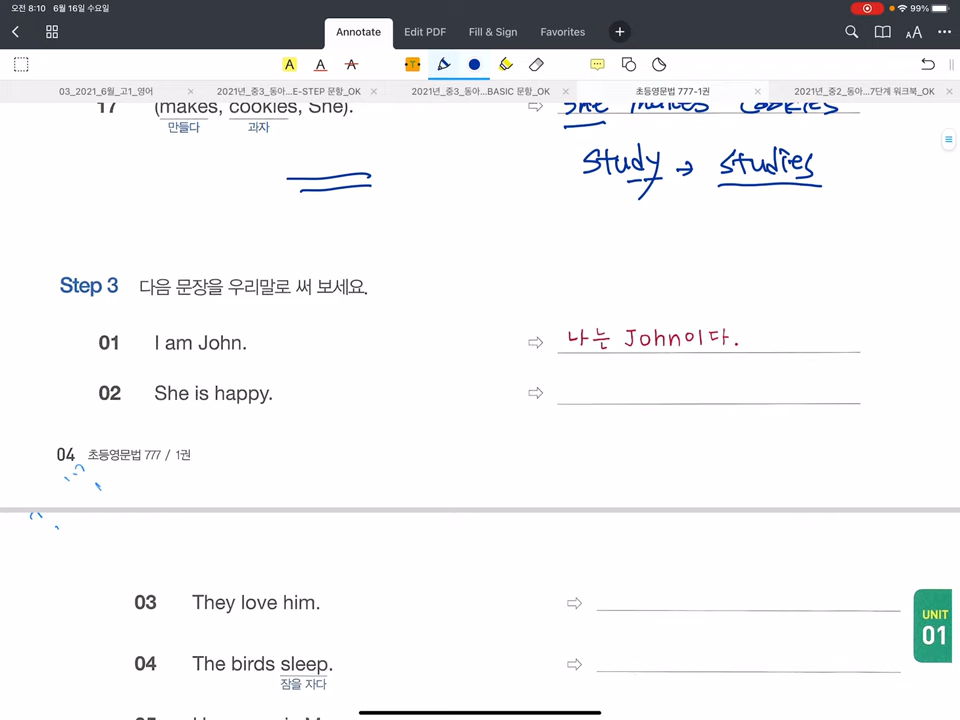 오전 8:10 6월 16일 수요일 99%
Annotate Edit PDF Fill & Sign Favorites
03_2021_6월_고1_영어 2021년_중3_동아...E-STEP 문항_OK 2021년_중3_동아...BASIC 문항_OK 초등영문법 777-1권 2021년_중2_동아...7단계 워크북_OK
17 (makes, cookies, She). ⇨ She makes cookies
만들다 과자
study → studies
Step 3 다음 문장을 우리말로 써 보세요.
01 I am John. ⇨ 나는 John이다.
02 She is happy. ⇨
04 초등영문법 777 / 1권
03 They love him. ⇨
UNIT
01
04 The birds sleep. ⇨
잠을 자다